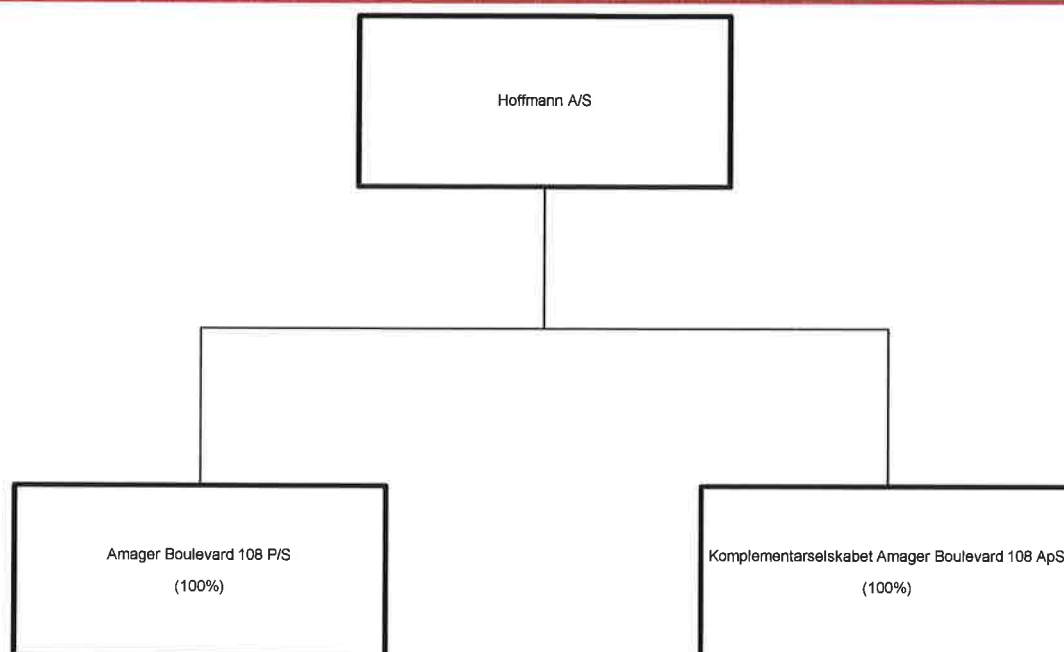 Hoffmann A/S
Amager Boulevard 108 P/S
(100%)
Komplementarselskabet Amager Boulevard 108 ApS
(100%)